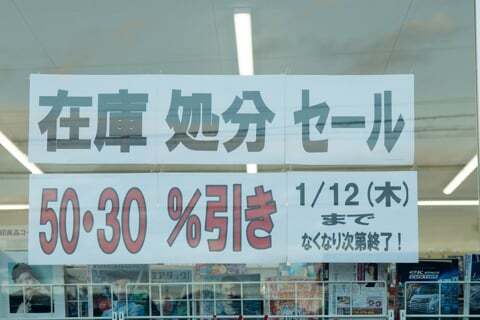 在庫処分セール
50・30%引き
1/12(木)
まで
なくなり次第終了!